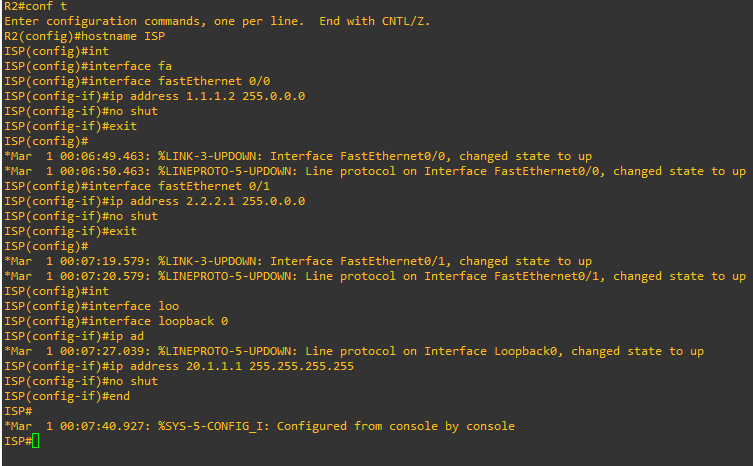 R2#conf t
Enter configuration commands, one per line.  End with CNTL/Z.
R2(config)#hostname ISP
ISP(config)#int
ISP(config)#interface fa
ISP(config)#interface fastEthernet 0/0
ISP(config-if)#ip address 1.1.1.2 255.0.0.0
ISP(config-if)#no shut
ISP(config-if)#exit
ISP(config)#
*Mar  1 00:06:49.463: %LINK-3-UPDOWN: Interface FastEthernet0/0, changed state to up
*Mar  1 00:06:50.463: %LINEPROTO-5-UPDOWN: Line protocol on Interface FastEthernet0/0, changed state to up
ISP(config)#interface fastEthernet 0/1
ISP(config-if)#ip address 2.2.2.1 255.0.0.0
ISP(config-if)#no shut
ISP(config-if)#exit
ISP(config)#
*Mar  1 00:07:19.579: %LINK-3-UPDOWN: Interface FastEthernet0/1, changed state to up
*Mar  1 00:07:20.579: %LINEPROTO-5-UPDOWN: Line protocol on Interface FastEthernet0/1, changed state to up
ISP(config)#int
ISP(config)#interface loo
ISP(config)#interface loopback 0
ISP(config-if)#ip ad
*Mar  1 00:07:27.039: %LINEPROTO-5-UPDOWN: Line protocol on Interface Loopback0, changed state to up
ISP(config-if)#ip address 20.1.1.1 255.255.255.255
ISP(config-if)#no shut
ISP(config-if)#end
ISP#
*Mar  1 00:07:40.927: %SYS-5-CONFIG_I: Configured from console by console
ISP#